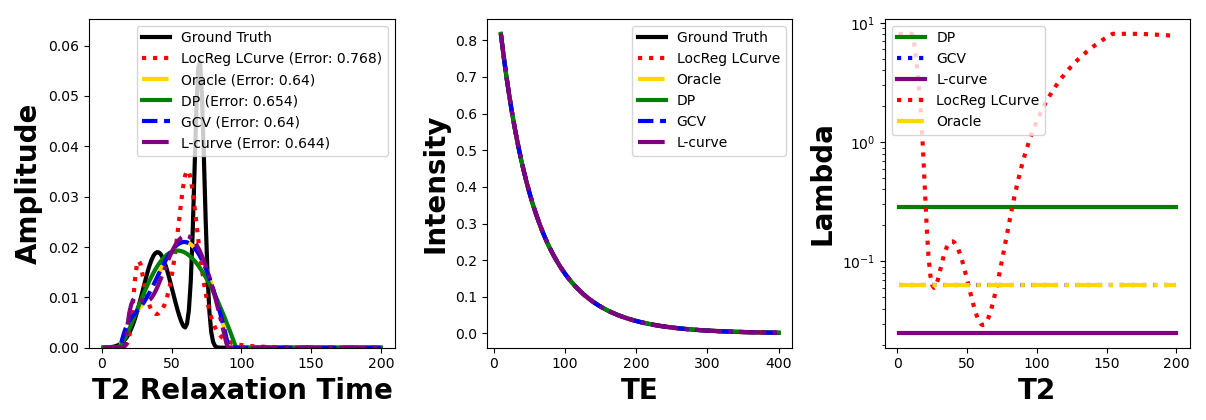 Amplitude
0.06
0.05
0.04
0.03
0.02
0.01
0.00
Ground Truth
LocReg LCurve (Error: 0.768)
Oracle (Error: 0.64)
DP (Error: 0.654)
GCV (Error: 0.64)
L-curve (Error: 0.644)
0 50 100 150 200
T2 Relaxation Time
Intensity
0.8
0.7
0.6
0.5
0.4
0.3
0.2
0.1
0.0
Ground Truth
LocReg LCurve
Oracle
DP
GCV
L-curve
0 100 200 300 400
TE
Lambda
10¹
10⁰
10⁻¹
DP
GCV
L-curve
LocReg LCurve
Oracle
0 50 100 150 200
T2